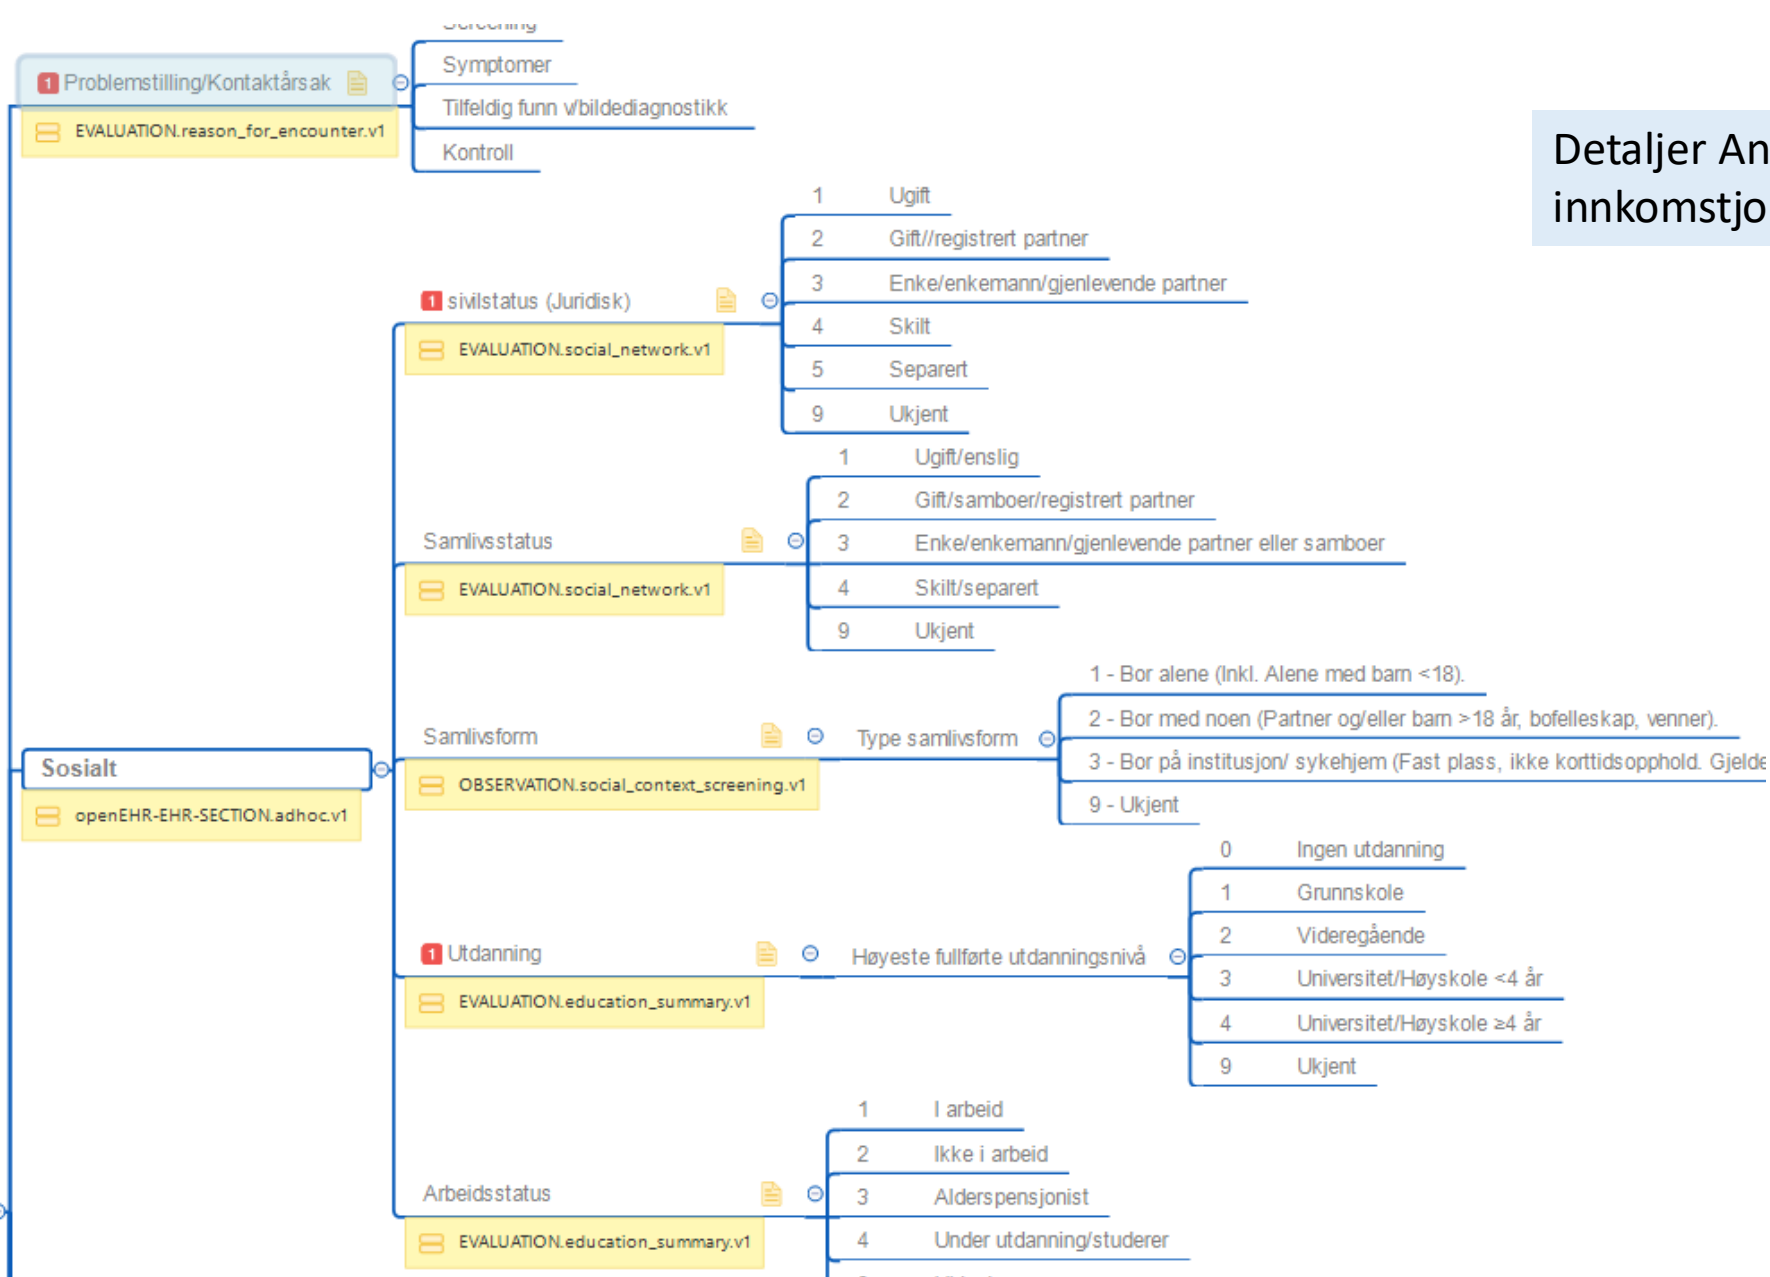 Screening
Symptomer
1 Problemstilling/Kontaktårsak
Tilfeldig funn v/bildediagnostikk
EVALUATION.reason_for_encounter.v1
Kontroll
Detaljer An
innkomstjo
1 Ugift
2 Gift//registrert partner
3 Enke/enkemann/gjenlevende partner
1 sivilstatus (Juridisk)
4 Skilt
EVALUATION.social_network.v1
5 Separert
9 Ukjent
1 Ugift/enslig
2 Gift/samboer/registrert partner
Samlivsstatus
3 Enke/enkemann/gjenlevende partner eller samboer
EVALUATION.social_network.v1
4 Skilt/separert
9 Ukjent
1 - Bor alene (Inkl. Alene med barn <18).
2 - Bor med noen (Partner og/eller barn >18 år, bofelleskap, venner).
Samlivsform
Type samlivsform
3 - Bor på institusjon/ sykehjem (Fast plass, ikke korttidsopphold. Gjelde
Sosialt
OBSERVATION.social_context_screening.v1
9 - Ukjent
openEHR-EHR-SECTION.adhoc.v1
0 Ingen utdanning
1 Grunnskole
2 Videregående
1 Utdanning
Høyeste fullførte utdanningsnivå
3 Universitet/Høyskole <4 år
EVALUATION.education_summary.v1
4 Universitet/Høyskole ≥4 år
9 Ukjent
1 I arbeid
2 Ikke i arbeid
Arbeidsstatus
3 Alderspensjonist
EVALUATION.education_summary.v1
4 Under utdanning/studerer